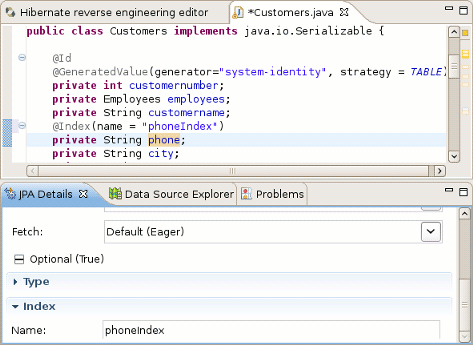 Hibernate reverse engineering editor
*Customers.java
public class Customers implements java.io.Serializable {
@Id
@GeneratedValue(generator="system-identity", strategy = TABLE)
private int customernumber;
private Employees employees;
private String customername;
@Index(name = "phoneIndex")
private String phone;
private String city;
JPA Details
Data Source Explorer
Problems
Fetch:
Default (Eager)
Optional (True)
Type
Index
Name:
phoneIndex